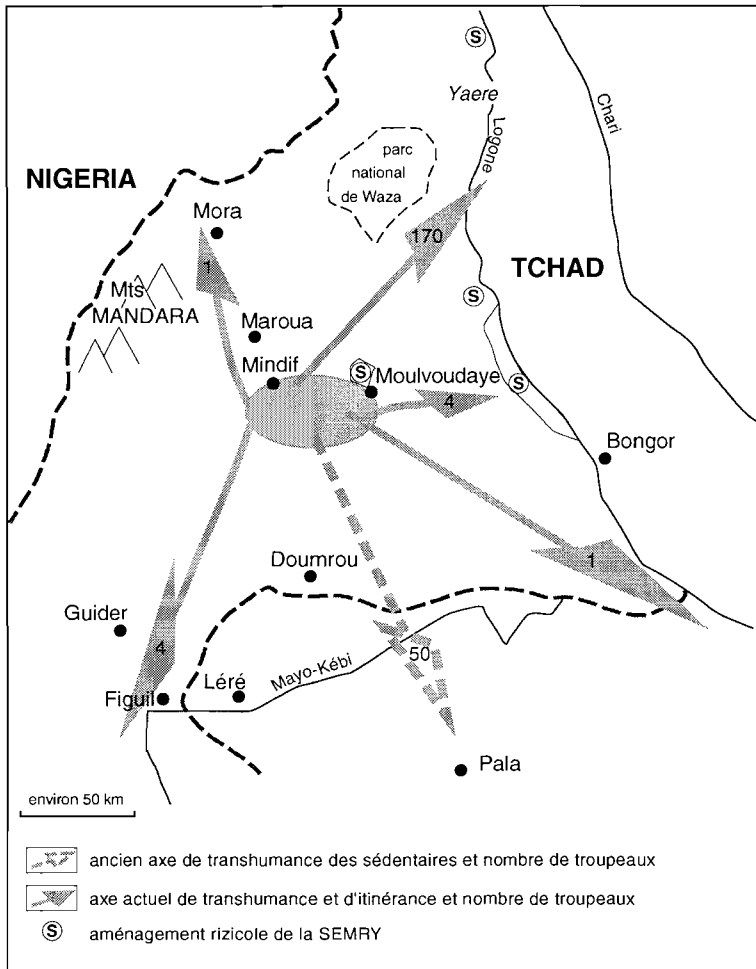 S
Yaere
Logone
Chari
parc
national
de Waza
NIGERIA
Mora
170
TCHAD
1
Mts
MANDARA
Maroua
S
Mindif
S
Moulvoudaye
S
4
Bongor
Doumrou
1
Guider
4
50
Mayo-Kébi
Figuil
Léré
Pala
environ 50 km
ancien axe de transhumance des sédentaires et nombre de troupeaux
axe actuel de transhumance et d'itinérance et nombre de troupeaux
S aménagement rizicole de la SEMRY